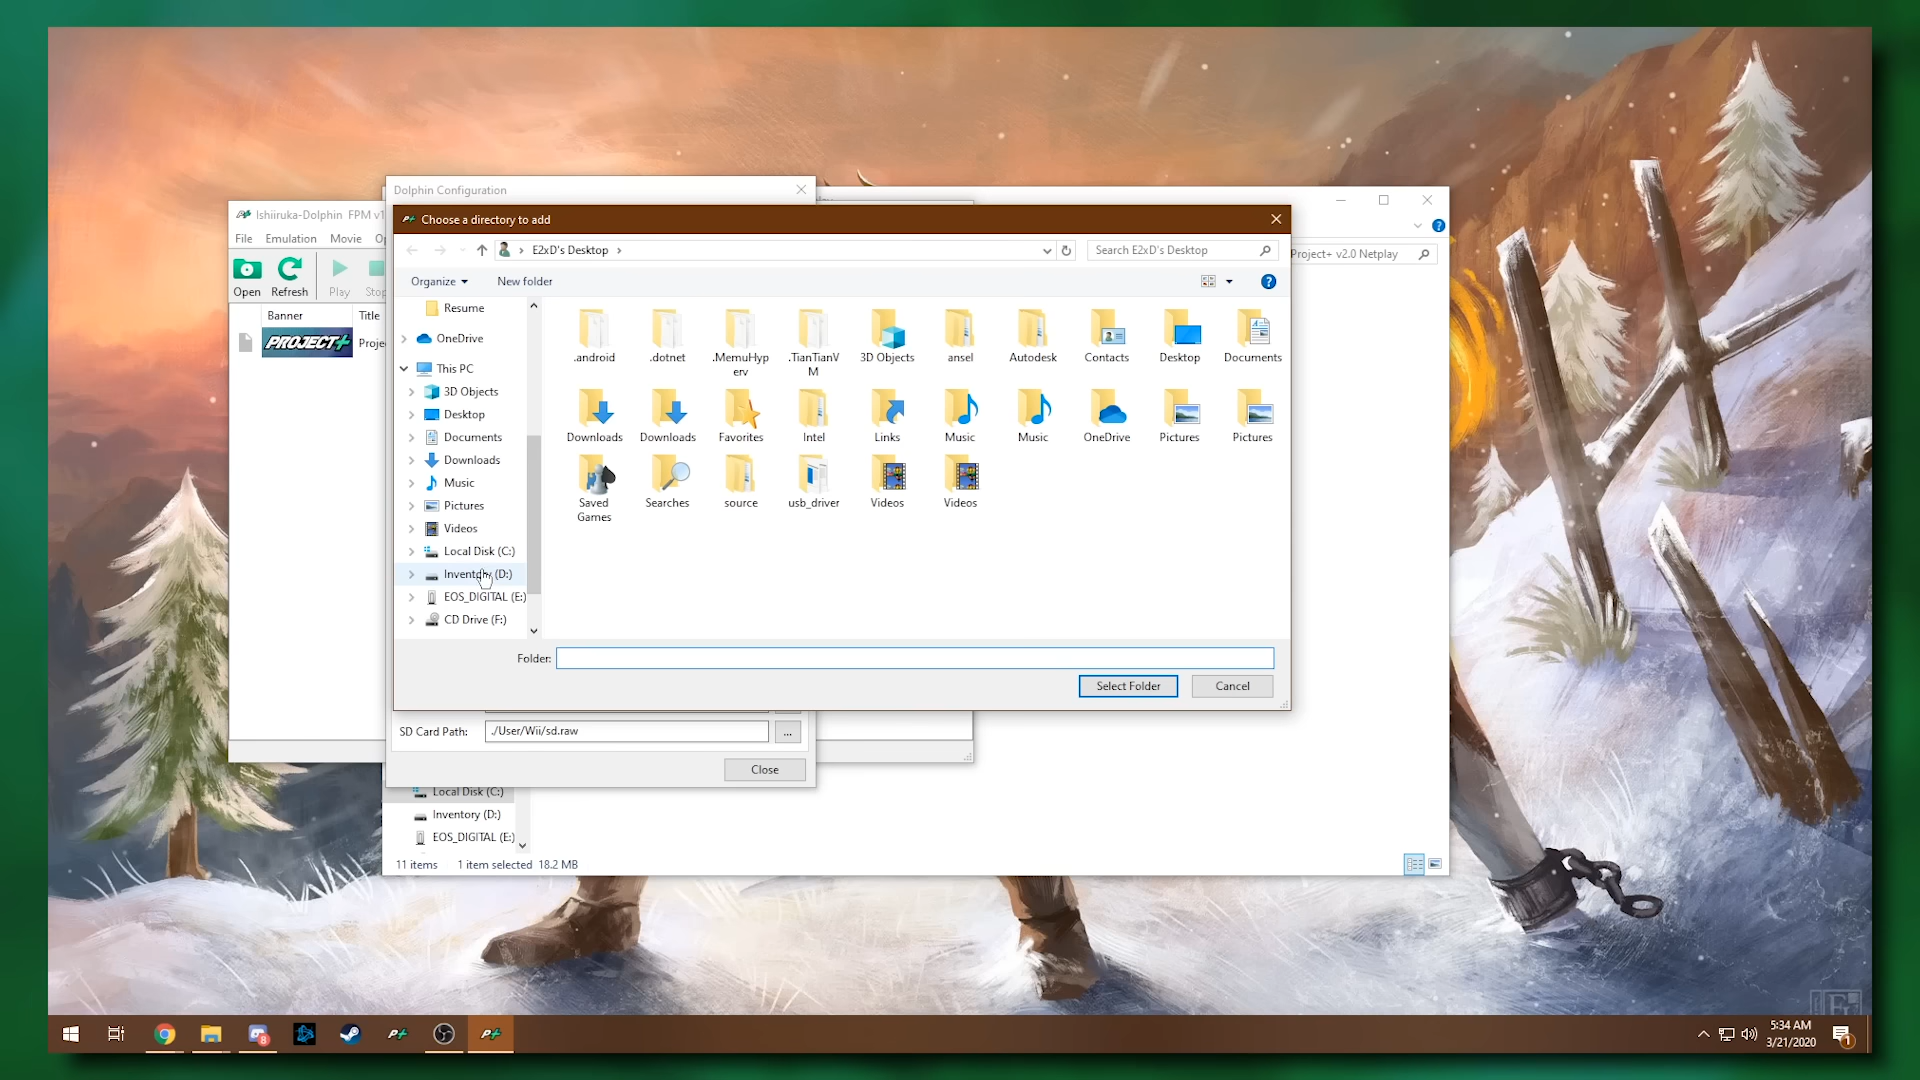 Dolphin Configuration
Ishiiruka-Dolphin FPM v1
File Emulation Movie Op
Open Refresh Play Stop
Banner Title
PROJECT+ Proje
Project+ v2.0 Netplay
Choose a directory to add
E2xD's Desktop
Search E2xD's Desktop
Organize New folder
Resume
OneDrive
This PC
3D Objects
Desktop
Documents
Downloads
Music
Pictures
Videos
Local Disk (C:)
Inventory (D:)
EOS_DIGITAL (E:)
CD Drive (F:)
.android .dotnet .MemuHyp .TianTianV 3D Objects ansel Autodesk Contacts Desktop Documents
erv M
Downloads Downloads Favorites Intel Links Music Music OneDrive Pictures Pictures
Saved Searches source usb_driver Videos Videos
Games
Folder:
Select Folder Cancel
SD Card Path: ./User/Wii/sd.raw ...
Close
Local Disk (C:)
Inventory (D:)
EOS_DIGITAL (E:)
11 items 1 item selected 18.2 MB
8
5:34 AM
3/21/2020
1